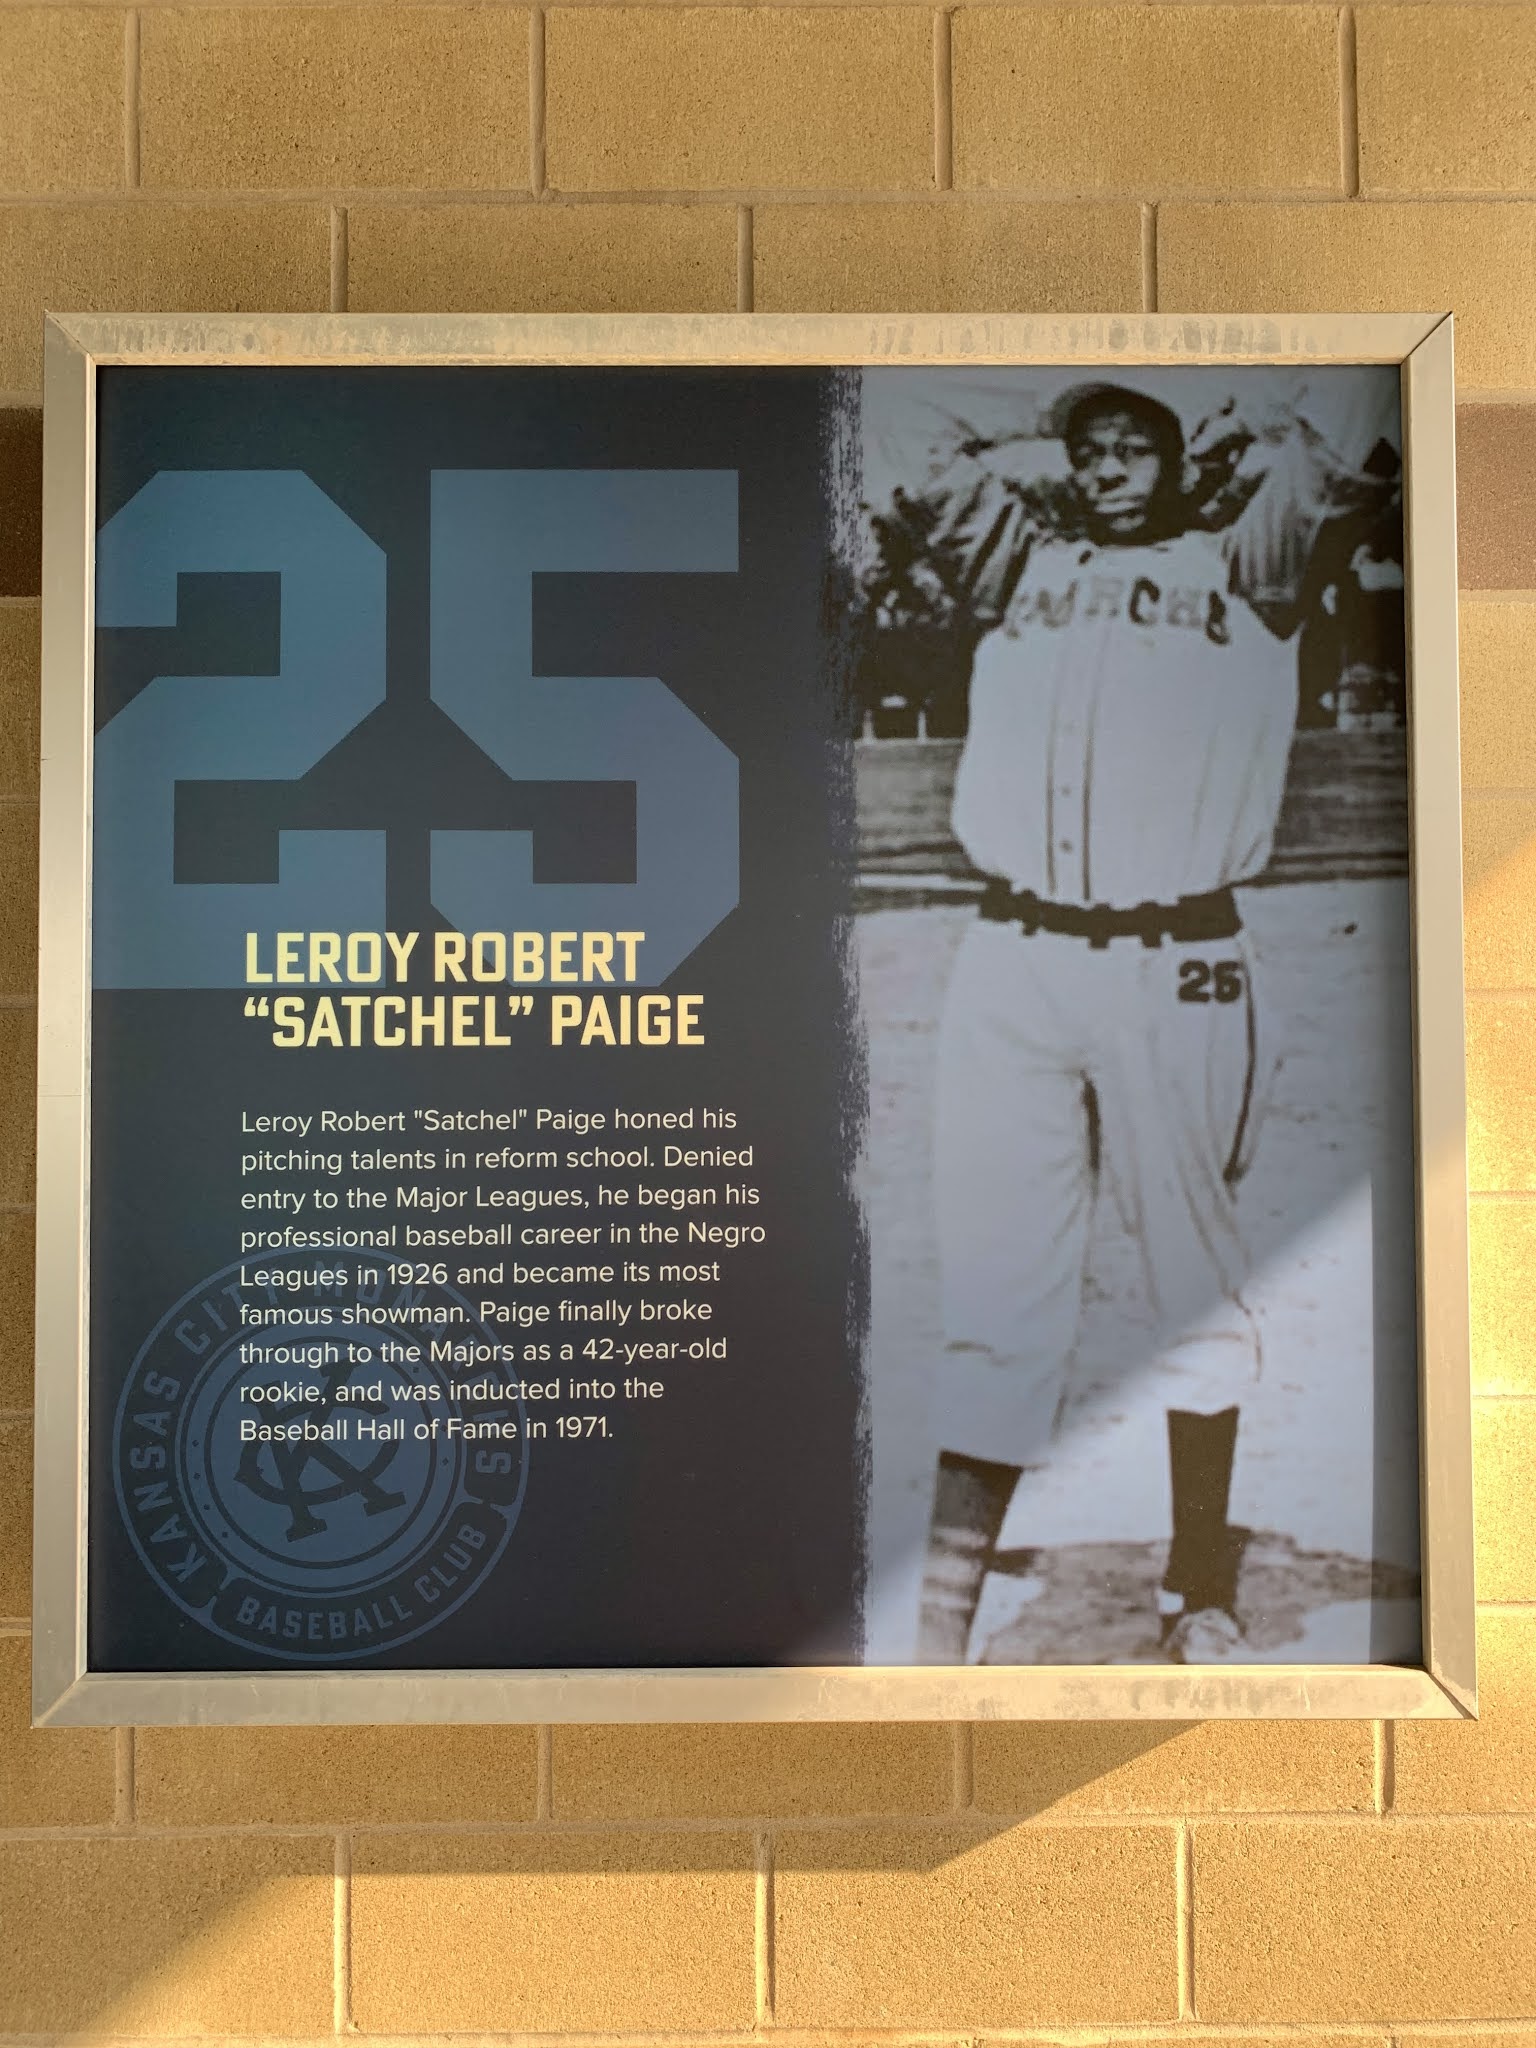 25
LEROY ROBERT
“SATCHEL” PAIGE
Leroy Robert "Satchel" Paige honed his
pitching talents in reform school. Denied
entry to the Major Leagues, he began his
professional baseball career in the Negro
Leagues in 1926 and became its most
famous showman. Paige finally broke
through to the Majors as a 42-year-old
rookie, and was inducted into the
Baseball Hall of Fame in 1971.
KANSAS CITY MONARCHS
KC
BASEBALL CLUB
25